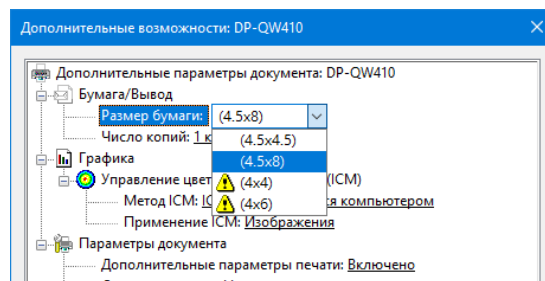 Дополнительные возможности: DP-QW410
Дополнительные параметры документа: DP-QW410
Бумага/Вывод
Размер бумаги: (4.5x8)
Число копий: 1 к
(4.5x4.5)
Графика
(4.5x8)
Управление цвет (ICM)
(4x4)
Метод ICM: я компьютером
(4x6)
Применение ICM: Изображения
Параметры документа
Дополнительные параметры печати: Включено